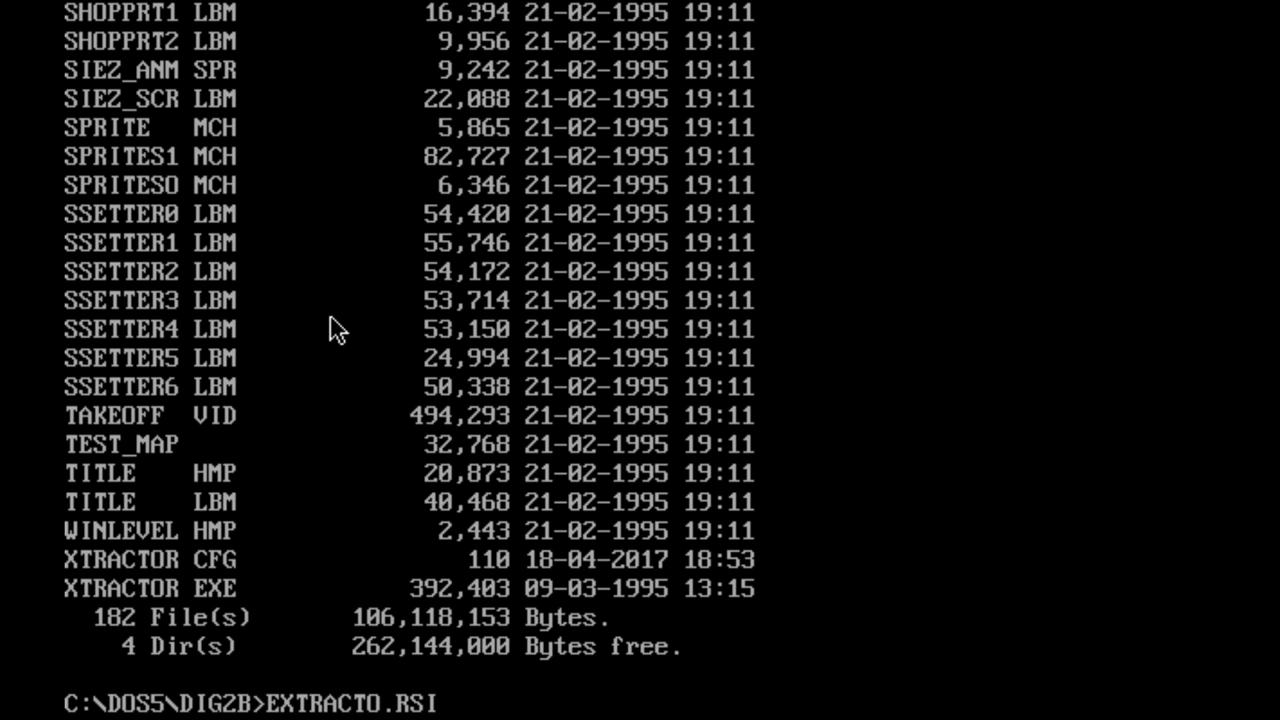 SHOPPRT1 LBM 16,394 21-02-1995 19:11
SHOPPRT2 LBM 9,956 21-02-1995 19:11
SIEZ_ANM SPR 9,242 21-02-1995 19:11
SIEZ_SCR LBM 22,088 21-02-1995 19:11
SPRITE MCH 5,865 21-02-1995 19:11
SPRITES1 MCH 82,727 21-02-1995 19:11
SPRITESO MCH 6,346 21-02-1995 19:11
SSETTER0 LBM 54,420 21-02-1995 19:11
SSETTER1 LBM 55,746 21-02-1995 19:11
SSETTER2 LBM 54,172 21-02-1995 19:11
SSETTER3 LBM 53,714 21-02-1995 19:11
SSETTER4 LBM 53,150 21-02-1995 19:11
SSETTER5 LBM 24,994 21-02-1995 19:11
SSETTER6 LBM 50,338 21-02-1995 19:11
TAKEOFF VID 494,293 21-02-1995 19:11
TEST_MAP 32,768 21-02-1995 19:11
TITLE HMP 20,873 21-02-1995 19:11
TITLE LBM 40,468 21-02-1995 19:11
WINLEVEL HMP 2,443 21-02-1995 19:11
XTRACTOR CFG 110 18-04-2017 18:53
XTRACTOR EXE 392,403 09-03-1995 13:15
182 File(s) 106,118,153 Bytes.
4 Dir(s) 262,144,000 Bytes free.
C:\DOS5\DIG2B>EXTRACTO.RSI